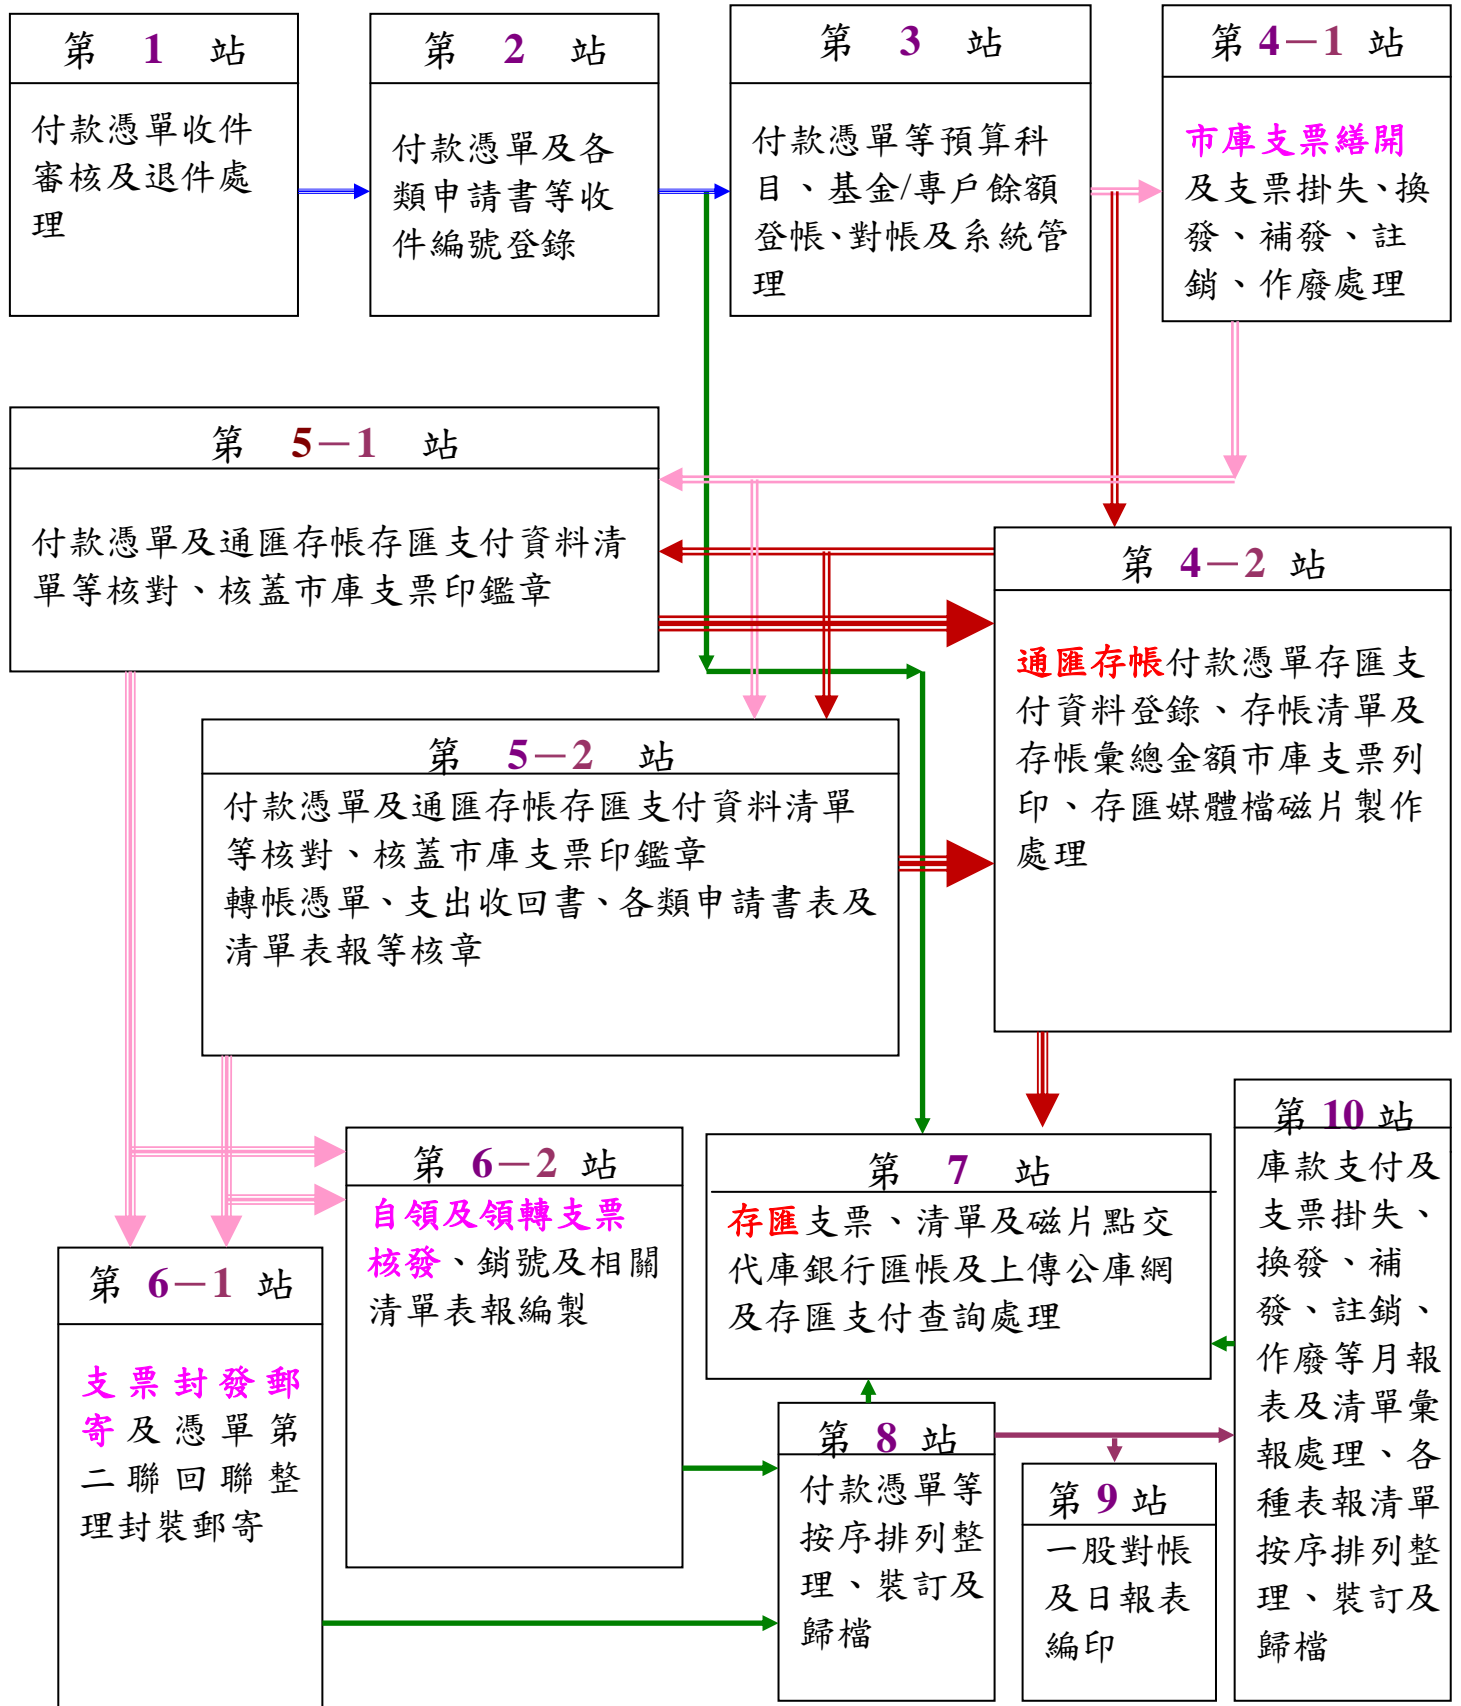 第 1 站
付款憑單收件
審核及退件處
理
第 2 站
付款憑單及各
類申請書等收
件編號登錄
第 3 站
付款憑單等預算科
目、基金/專戶餘額
登帳、對帳及系統管
理
第 4－1 站
市庫支票繕開
及支票掛失、換
發、補發、註
銷、作廢處理
第 5－1 站
付款憑單及通匯存帳存匯支付資料清
單等核對、核蓋市庫支票印鑑章
第 4－2 站
通匯存帳付款憑單存匯支
付資料登錄、存帳清單及
存帳彙總金額市庫支票列
印、存匯媒體檔磁片製作
處理
第 5－2 站
付款憑單及通匯存帳存匯支付資料清單
等核對、核蓋市庫支票印鑑章
轉帳憑單、支出收回書、各類申請書表及
清單表報等核章
第 6－1 站
支票封發郵
寄及憑單第
二聯回聯整
理封裝郵寄
第 6－2 站
自領及領轉支票
核發、銷號及相關
清單表報編製
第 7 站
存匯支票、清單及磁片點交
代庫銀行匯帳及上傳公庫網
及存匯支付查詢處理
第 8 站
付款憑單等
按序排列整
理、裝訂及
歸檔
第 9 站
一股對帳
及日報表
編印
第 10 站
庫款支付及
支票掛失、
換發、補
發、註銷、
作廢等月報
表及清單彙
報處理、各
種表報清單
按序排列整
理、裝訂及
歸檔